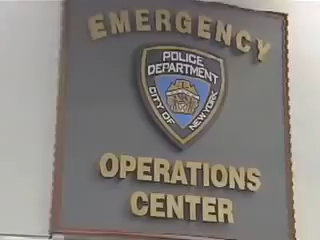 EMERGENCY
POLICE
DEPARTMENT
CITY OF
NEW YORK
OPERATIONS
CENTER